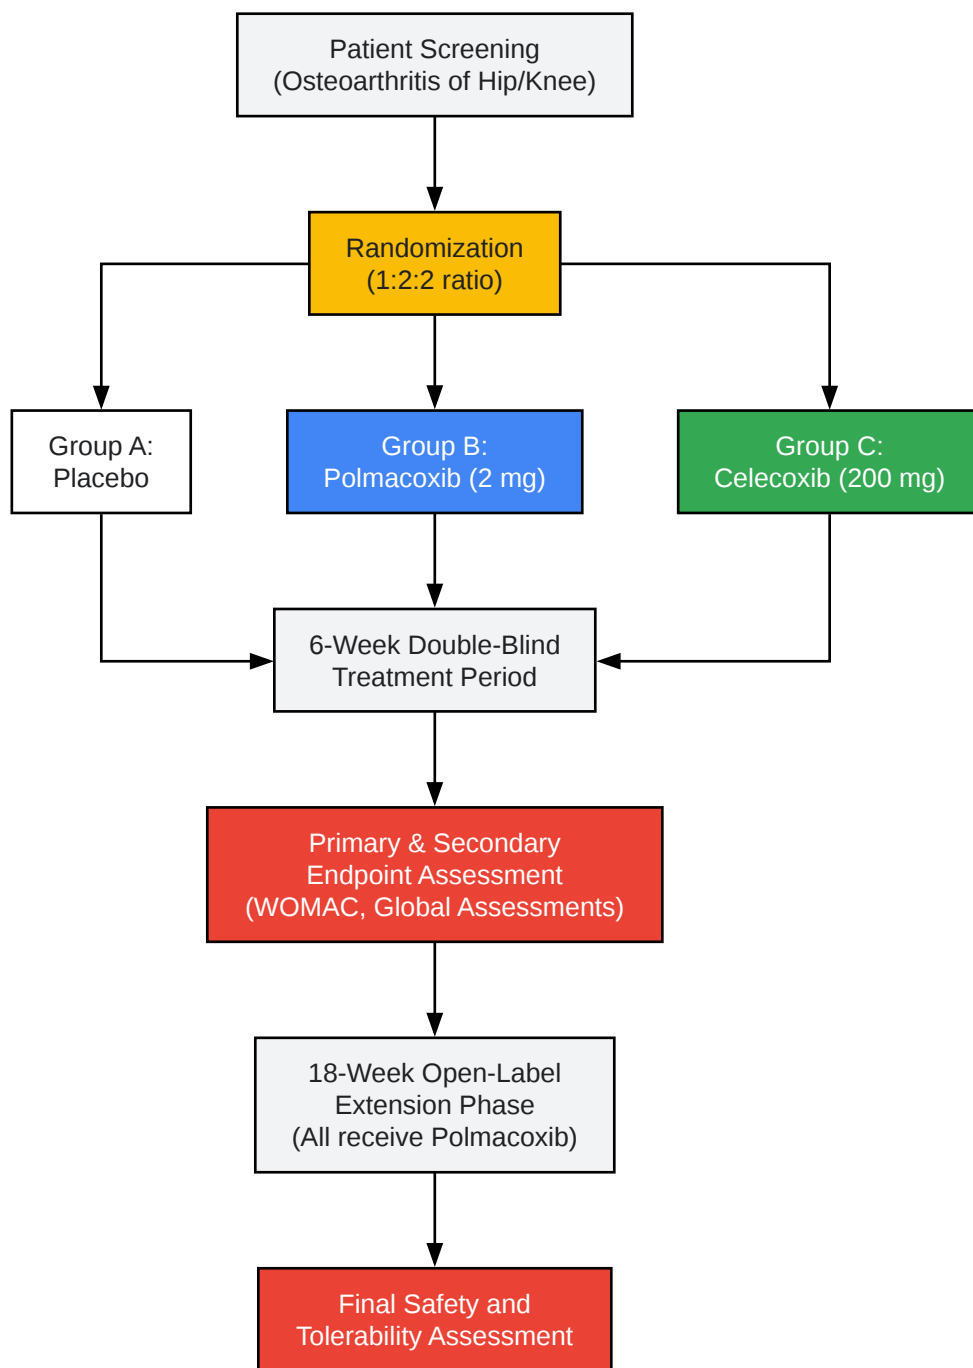 Patient Screening
(Osteoarthritis of Hip/Knee)
Randomization
(1:2:2 ratio)
Group A:
Placebo
Group B:
Polmacoxib (2 mg)
Group C:
Celecoxib (200 mg)
6-Week Double-Blind
Treatment Period
Primary & Secondary
Endpoint Assessment
(WOMAC, Global Assessments)
18-Week Open-Label
Extension Phase
(All receive Polmacoxib)
Final Safety and
Tolerability Assessment